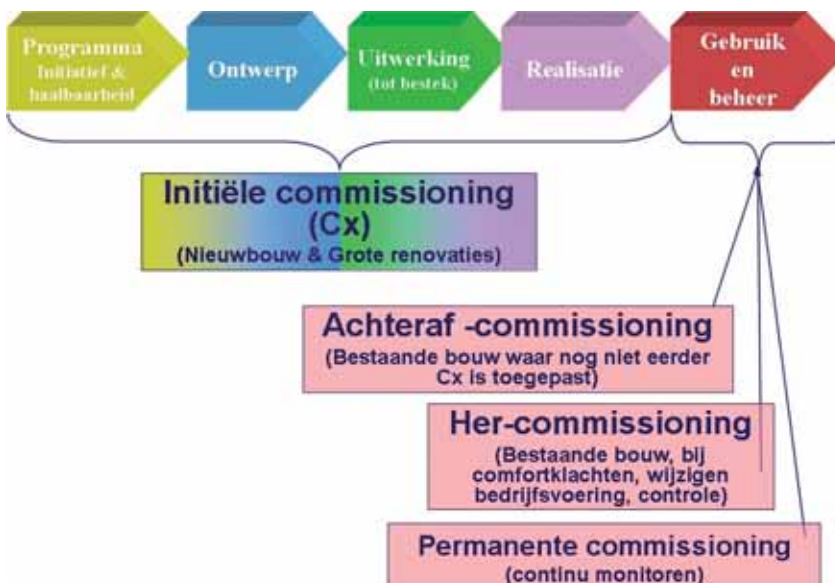 Programma
Initiatief &
haalbaarheid
Ontwerp
Uitwerking
(tot bestek)
Realisatie
Gebruik
en
beheer
Initiële commissioning
(Cx)
(Nieuwbouw & Grote renovaties)
Achteraf -commissioning
(Bestaande bouw waar nog niet eerder
Cx is toegepast)
Her-commissioning
(Bestaande bouw, bij
comfortklachten, wijzigen
bedrijfsvoering, controle)
Permanente commissioning
(continu monitoren)